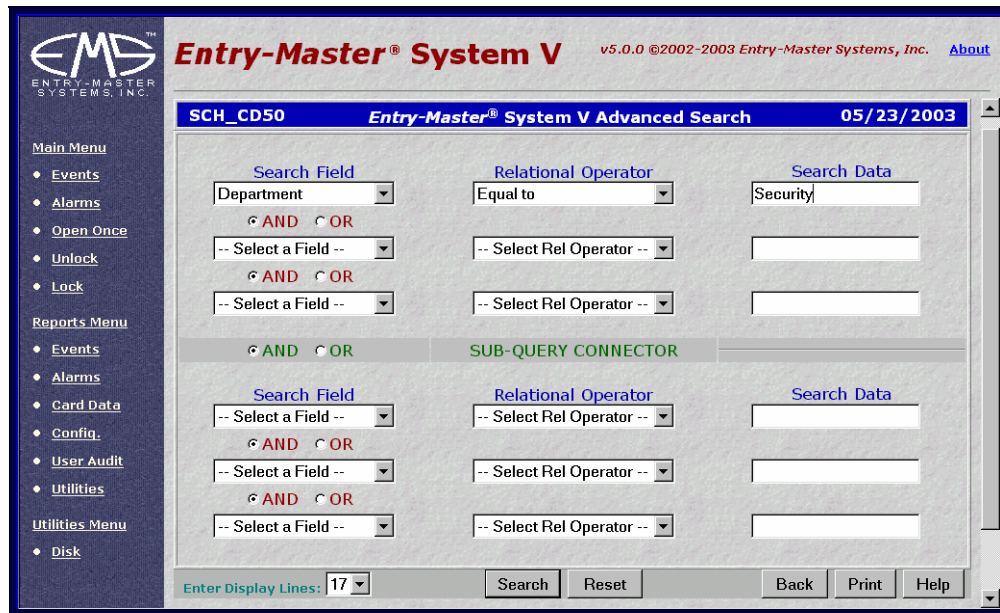 EMS™
ENTRY-MASTER
SYSTEMS, INC.
Entry-Master® System V v5.0.0 ©2002-2003 Entry-Master Systems, Inc. About
Main Menu
Events
Alarms
Open Once
Unlock
Lock
Reports Menu
Events
Alarms
Card Data
Config.
User Audit
Utilities
Utilities Menu
Disk
SCH_CD50 Entry-Master® System V Advanced Search 05/23/2003
Search Field Relational Operator Search Data
Department Equal to Security
AND OR
-- Select a Field -- -- Select Rel Operator --
AND OR
-- Select a Field -- -- Select Rel Operator --
AND OR SUB-QUERY CONNECTOR
Search Field Relational Operator Search Data
-- Select a Field -- -- Select Rel Operator --
AND OR
-- Select a Field -- -- Select Rel Operator --
AND OR
-- Select a Field -- -- Select Rel Operator --
Enter Display Lines: 17 Search Reset Back Print Help